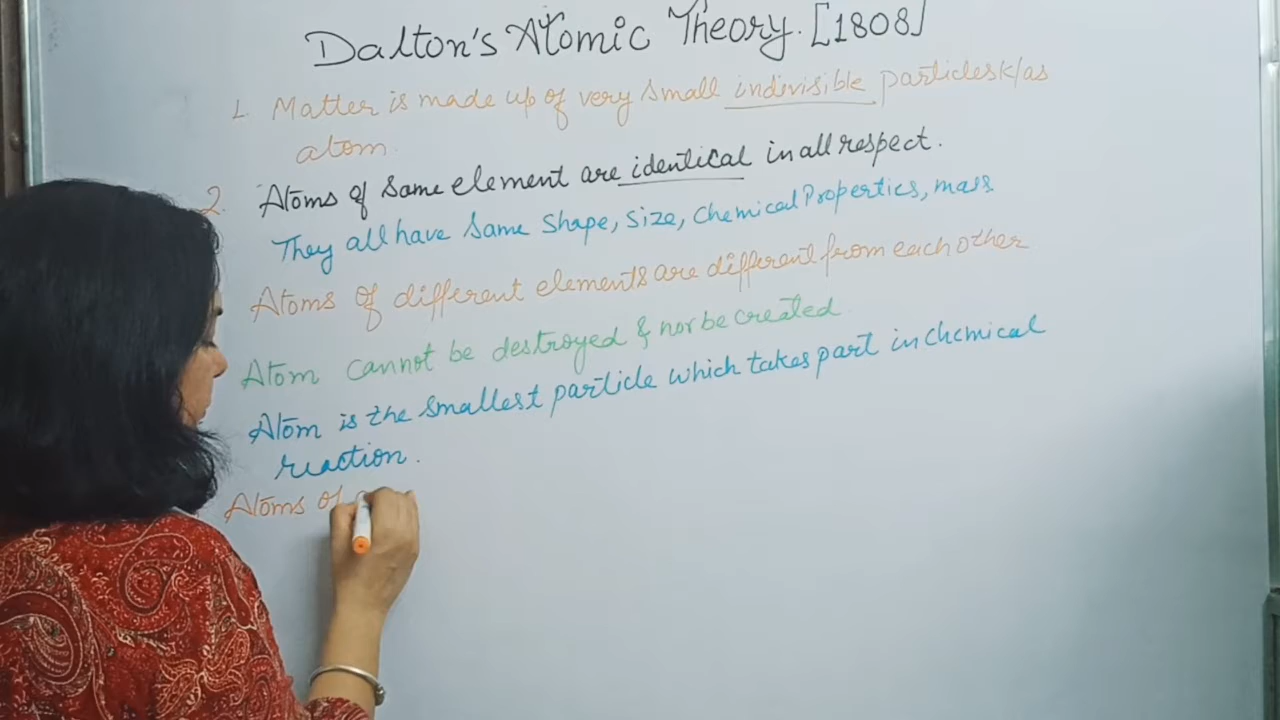 Dalton's Atomic Theory. [1808]
1. Matter is made up of very small indivisible particles k/as
atom.
2. Atoms of same element are identical in all respect.
They all have same shape, size, chemical Properties, mass
Atoms of different elements are different from each other
Atom cannot be destroyed & nor be created
Atom is the smallest particle which takes part in chemical
reaction.
Atoms of